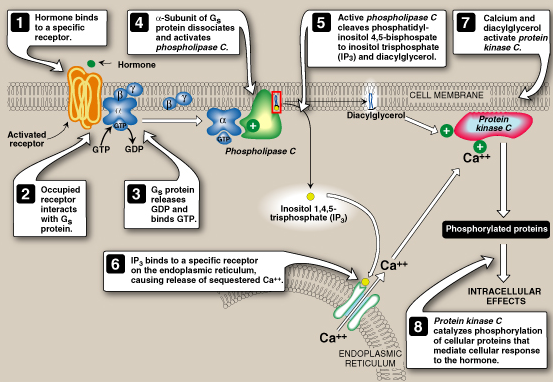 1
Hormone binds
to a specific
receptor.
Hormone
4
α-Subunit of Gs
protein dissociates
and activates
phospholipase C.
5
Active phospholipase C
cleaves phosphatidyl-
inositol 4,5-bisphospate
to inositol trisphosphate
(IP3) and diacylglycerol.
7
Calcium and
diacylglycerol
activate protein
kinase C.
CELL MEMBRANE
β γ
α
GTP
β γ
α
GTP
+
Phospholipase C
Diacylglycerol
+
Protein
kinase C
+
Ca++
Activated
receptor
GTP
GDP
2
Occupied
receptor
interacts
with Gs
protein.
3
Gs protein
releases
GDP and
binds GTP.
Inositol 1,4,5-
trisphosphate (IP3)
Phosphorylated proteins
6
IP3 binds to a specific receptor
on the endoplasmic reticulum,
causing release of sequestered Ca++.
Ca++
INTRACELLULAR
EFFECTS
Ca++
ENDOPLASMIC
RETICULUM
8
Protein kinase C
catalyzes phosphorylation
of cellular proteins that
mediate cellular response
to the hormone.